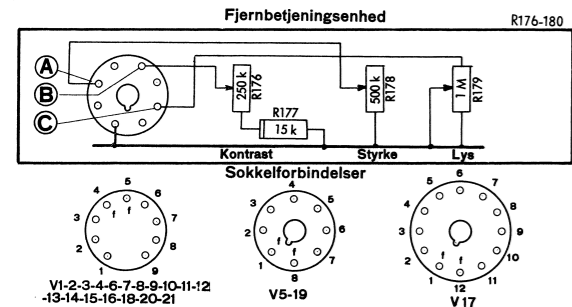 Fjernbetjeningsenhed
R176-180
A
B
C
250 k
R176
R177
15 k
500 k
R178
1 M
R179
Kontrast
Styrke
Lys
Sokkelforbindelser
1 2 3 4 5 6 7 8 9
f f
V1-2-3-4-6-7-8-9-10-11-12
-13-14-15-16-18-20-21
1 2 3 4 5 6 7 8
f f
V5-19
1 2 3 4 5 6 7 8 9 10 11 12
f f
V17